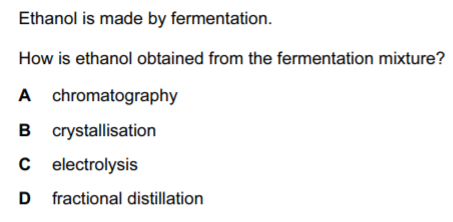 Ethanol is made by fermentation.
How is ethanol obtained from the fermentation mixture?
A chromatography
B crystallisation
C electrolysis
D fractional distillation